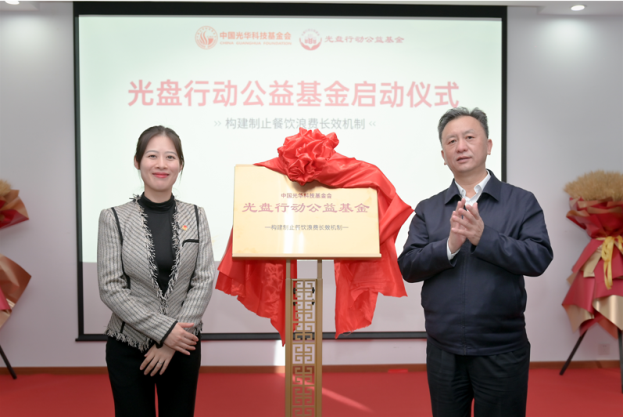 中国光华科技基金会
光盘行动公益基金
光盘行动公益基金启动仪式
构建制止餐饮浪费长效机制
中国光华科技基金会
光盘行动公益基金
—构建制止餐饮浪费长效机制—